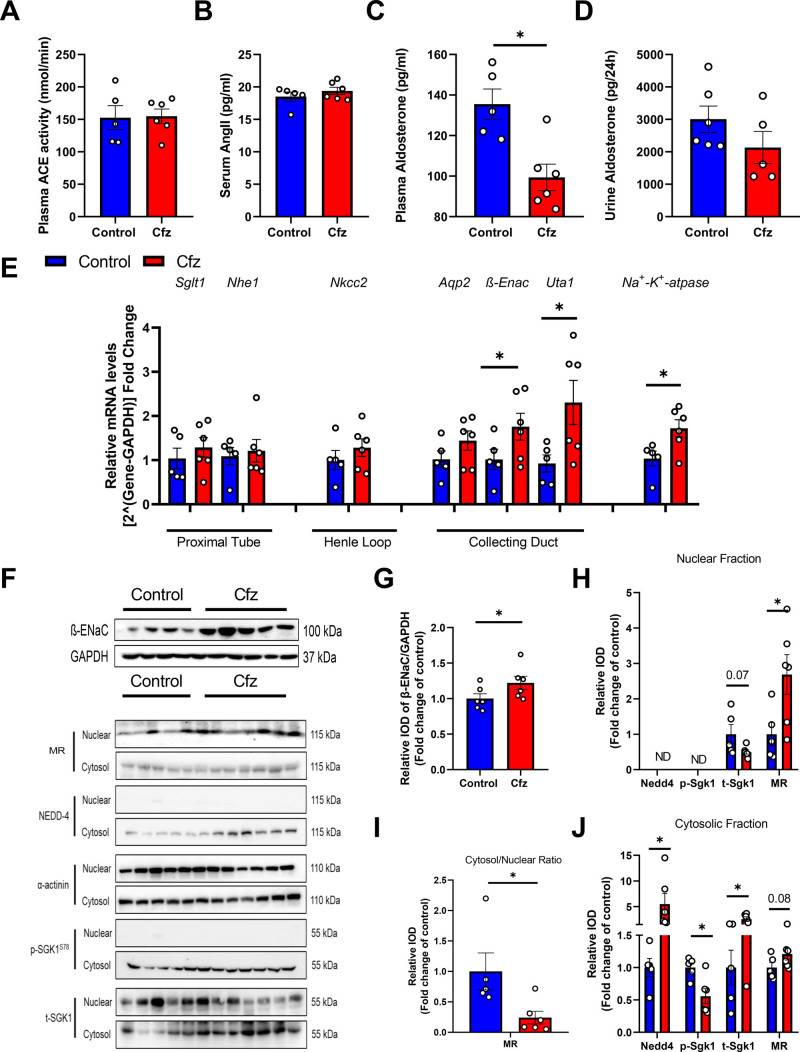 A
Plasma ACE activity (nmol/min)
250
200
150
100
50
0
Control
Cfz
B
Serum AngII (pg/ml)
25
20
15
10
5
0
Control
Cfz
C
Plasma Aldosterone (pg/ml)
160
140
120
100
80
*
Control
Cfz
D
Urine Aldosterone (pg/24h)
6000
5000
4000
3000
2000
1000
0
Control
Cfz
E
Control
Cfz
Sglt1
Nhe1
Nkcc2
Aqp2
ß-Enac
Uta1
Na⁺-K⁺-atpase
Relative mRNA levels
[2^(Gene-GAPDH)] Fold Change
4
3
2
1
0
*
*
*
Proximal Tube
Henle Loop
Collecting Duct
F
Control
Cfz
ß-ENaC
100 kDa
GAPDH
37 kDa
Control
Cfz
MR
Nuclear
115 kDa
Cytosol
115 kDa
NEDD-4
Nuclear
115 kDa
Cytosol
115 kDa
α-actinin
Nuclear
110 kDa
Cytosol
110 kDa
p-SGK1ˢ⁷⁸
Nuclear
55 kDa
Cytosol
55 kDa
t-SGK1
Nuclear
55 kDa
Cytosol
55 kDa
G
Relative IOD of β-ENaC/GAPDH
(Fold change of control)
2.0
1.5
1.0
0.5
0.0
*
Control
Cfz
H
Nuclear Fraction
Relative IOD
(Fold change of control)
5
4
3
2
1
0
ND
ND
0.07
*
Nedd4
p-Sgk1
t-Sgk1
MR
I
Cytosol/Nuclear Ratio
Relative IOD
(Fold change of control)
2.5
2.0
1.5
1.0
0.5
0.0
*
MR
J
Cytosolic Fraction
Relative IOD
(Fold change of control)
15
10
5
2.0
1.5
1.0
0.5
0.0
*
*
*
0.08
Nedd4
p-Sgk1
t-Sgk1
MR